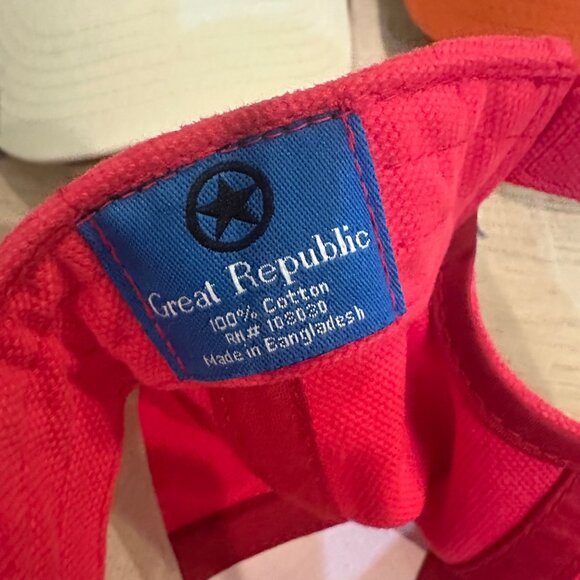 Great Republic
100% Cotton
RN# 103030
Made in Bangladesh